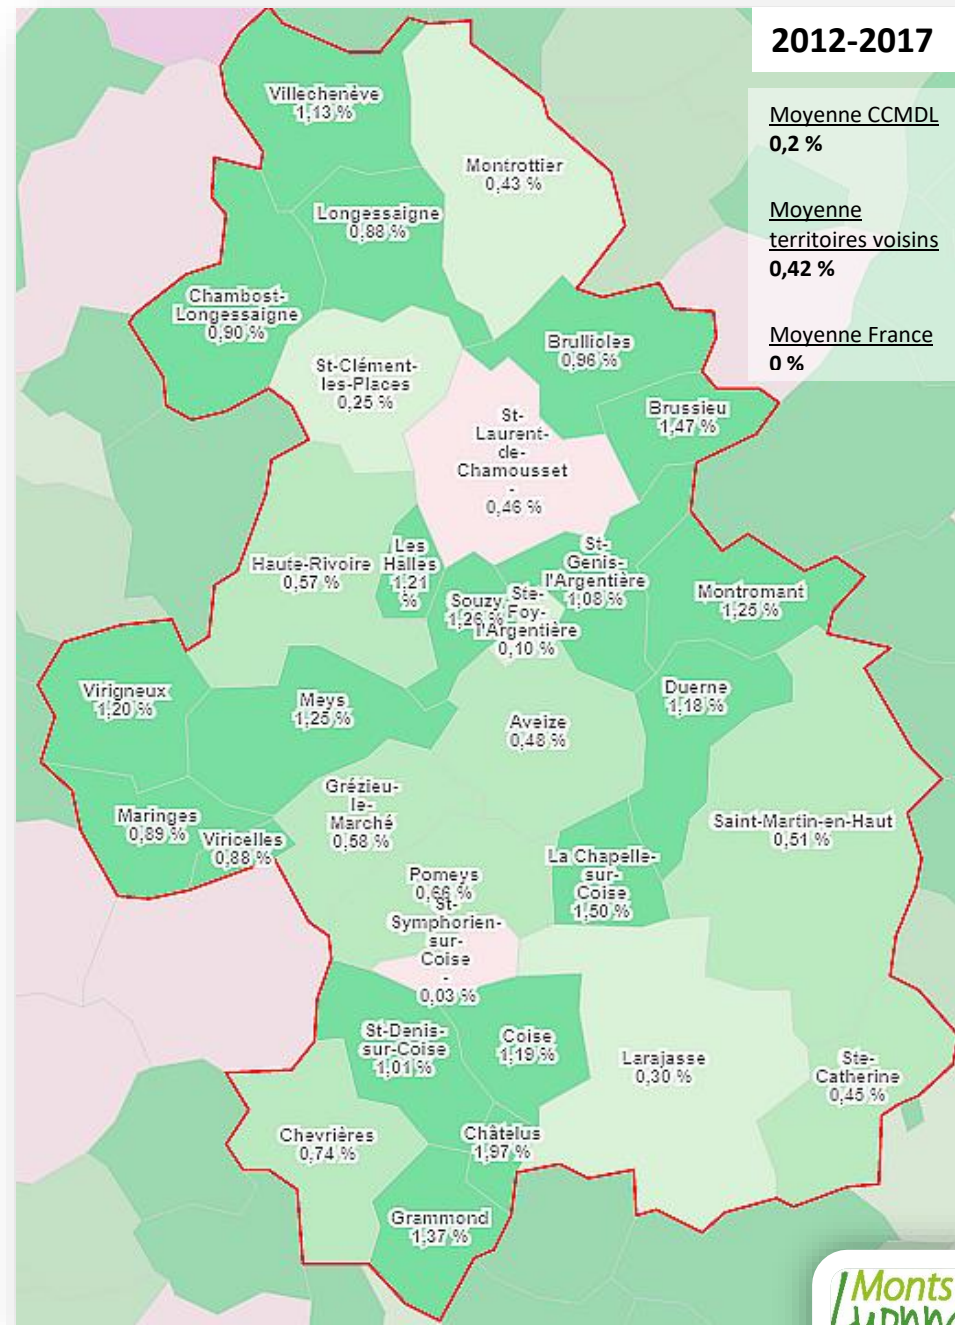 2012-2017
Moyenne CCMDL
0,2 %
Moyenne
territoires voisins
0,42 %
Moyenne France
0 %
Villechenève
1,13 %
Montrottier
0,43 %
Longessaigne
0,88 %
Chambost-
Longessaigne
0,90 %
Brullioles
0,96 %
St-Clément-
les-Places
0,25 %
Brussieu
1,47 %
St-
Laurent-
de-
Chamousset
-
0,46 %
Haute-Rivoire
0,57 %
Les
Halles
1,21
%
St-
Genis-
l'Argentière
1,08 %
Souzy
1,26 %
Ste-
Foy-
l'Argentière
0,10 %
Montromant
1,25 %
Virigneux
1,20 %
Meys
1,25 %
Duerne
1,18 %
Aveize
0,48 %
Grézieu-
le-
Marché
0,58 %
Maringes
0,89 %
Viricelles
0,88 %
Saint-Martin-en-Haut
0,51 %
La Chapelle-
sur-
Coise
1,50 %
Pomeys
0,66 %
St-
Symphorien-
sur-
Coise
-
0,03 %
St-Denis-
sur-Coise
1,01 %
Coise
1,19 %
Larajasse
0,30 %
Ste-
Catherine
0,45 %
Chevrières
0,74 %
Châtelus
1,97 %
Grammond
1,37 %
Monts